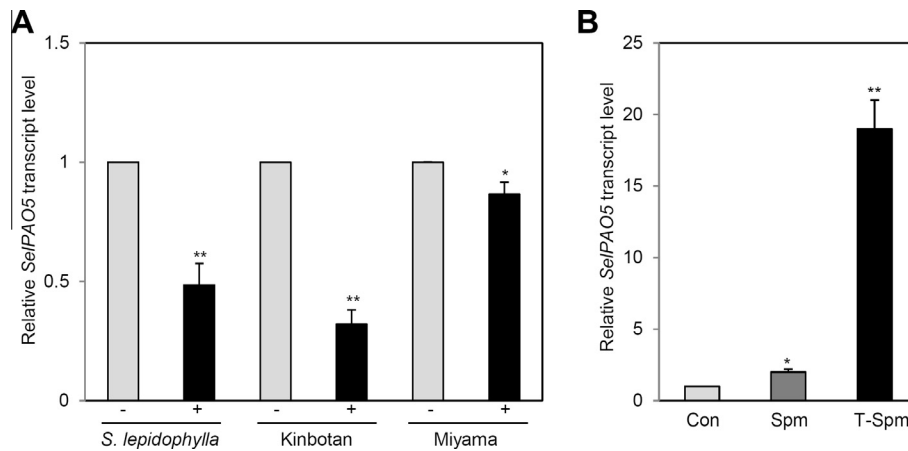 A
Relative SelPAO5 transcript level
1.5
1
0.5
0
**
**
*
- + - + - +
S. lepidophylla Kinbotan Miyama
B
Relative SelPAO5 transcript level
25
20
15
10
5
0
*
**
Con Spm T-Spm